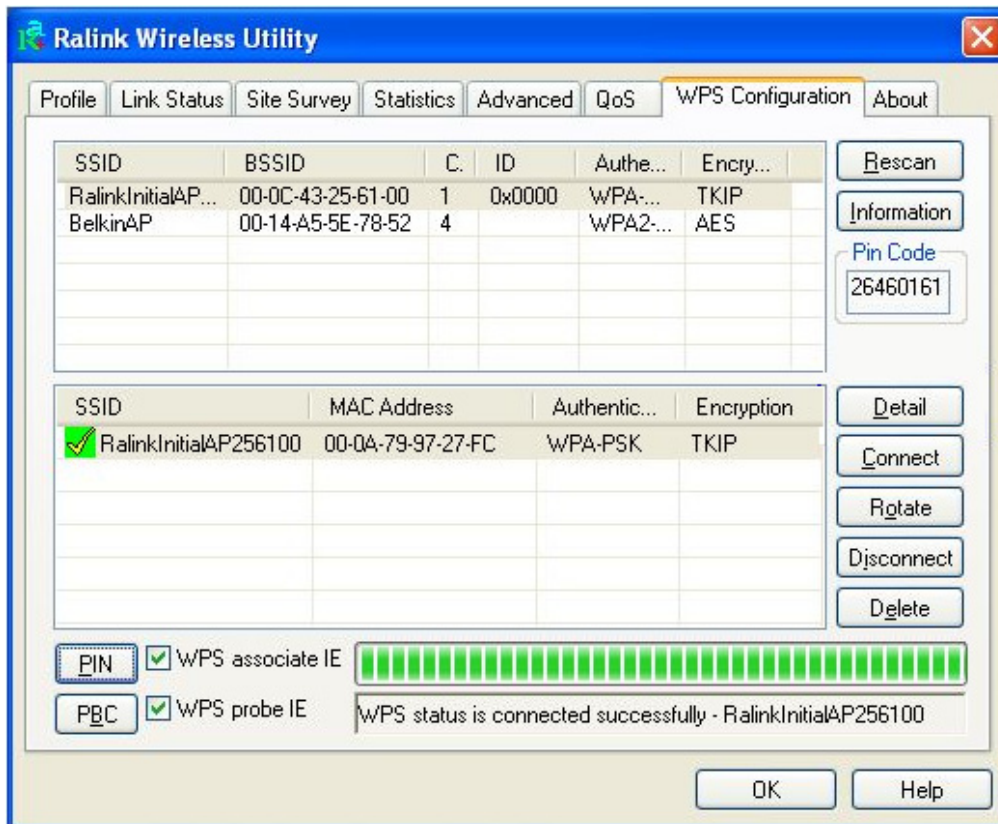 Ralink Wireless Utility
Profile Link Status Site Survey Statistics Advanced QoS WPS Configuration About
SSID BSSID C. ID Authe... Encry...
RalinkInitialAP... 00-0C-43-25-61-00 1 0x0000 WPA-... TKIP
BelkinAP 00-14-A5-5E-78-52 4 WPA2-... AES
Rescan
Information
Pin Code
26460161
SSID MAC Address Authentic... Encryption
RalinkInitialAP256100 00-0A-79-97-27-FC WPA-PSK TKIP
Detail
Connect
Rotate
Disconnect
Delete
PIN WPS associate IE
PBC WPS probe IE WPS status is connected successfully - RalinkInitialAP256100
OK Help